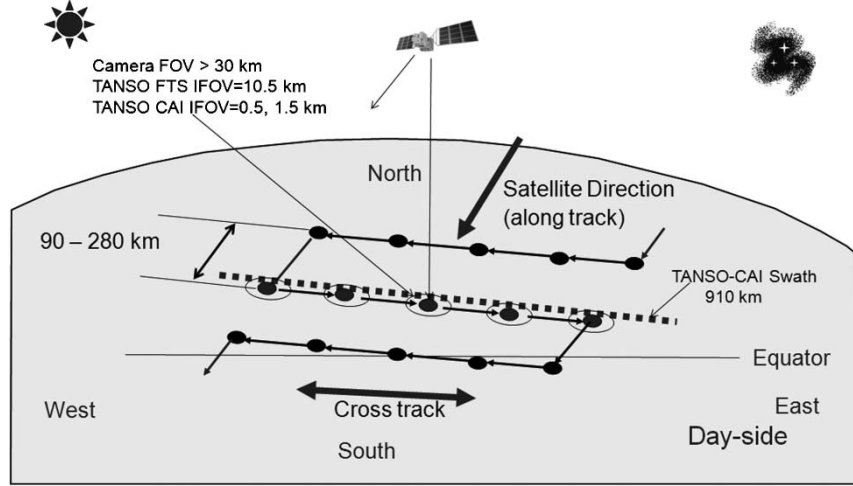 Camera FOV > 30 km
TANSO FTS IFOV=10.5 km
TANSO CAI IFOV=0.5, 1.5 km
North
Satellite Direction
(along track)
90 – 280 km
TANSO-CAI Swath
910 km
Equator
West
Cross track
East
Day-side
South